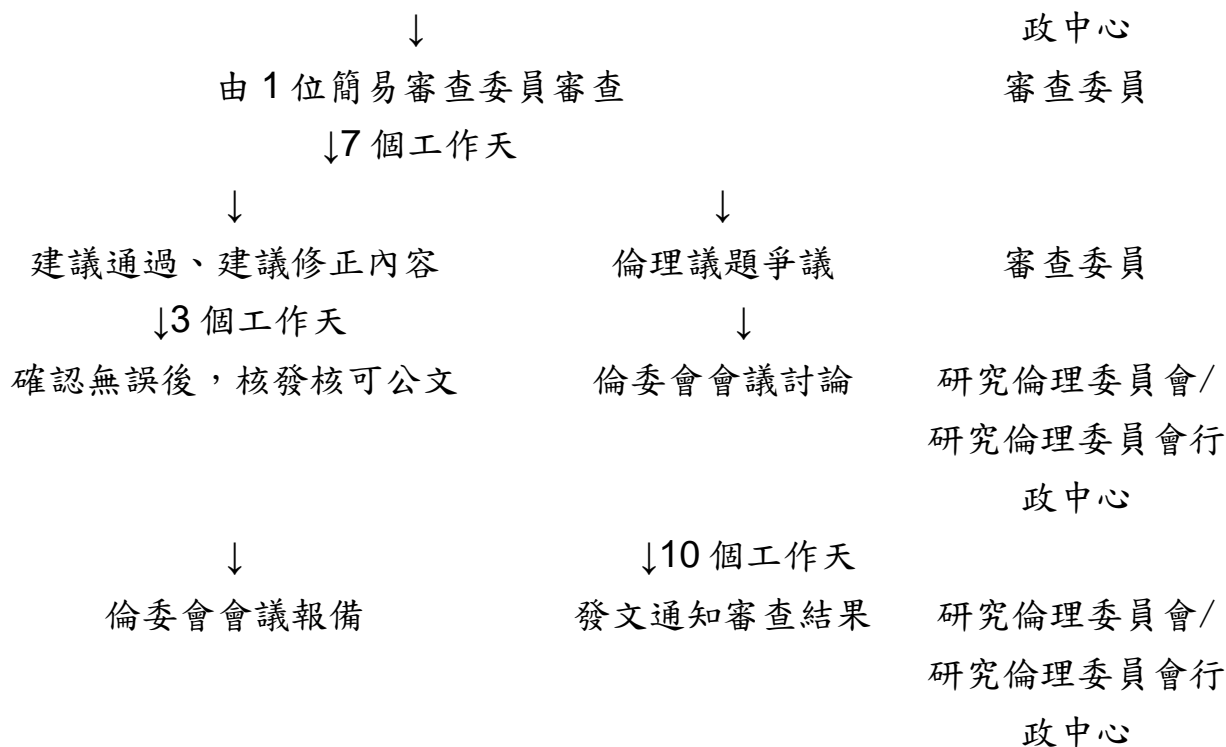 ↓ 政中心
由 1 位簡易審查委員審查 審查委員
↓7 個工作天
↓ ↓
建議通過、建議修正內容 倫理議題爭議 審查委員
↓3 個工作天 ↓
確認無誤後，核發核可公文 倫委會會議討論 研究倫理委員會/
研究倫理委員會行
政中心
↓ ↓10 個工作天
倫委會會議報備 發文通知審查結果 研究倫理委員會/
研究倫理委員會行
政中心